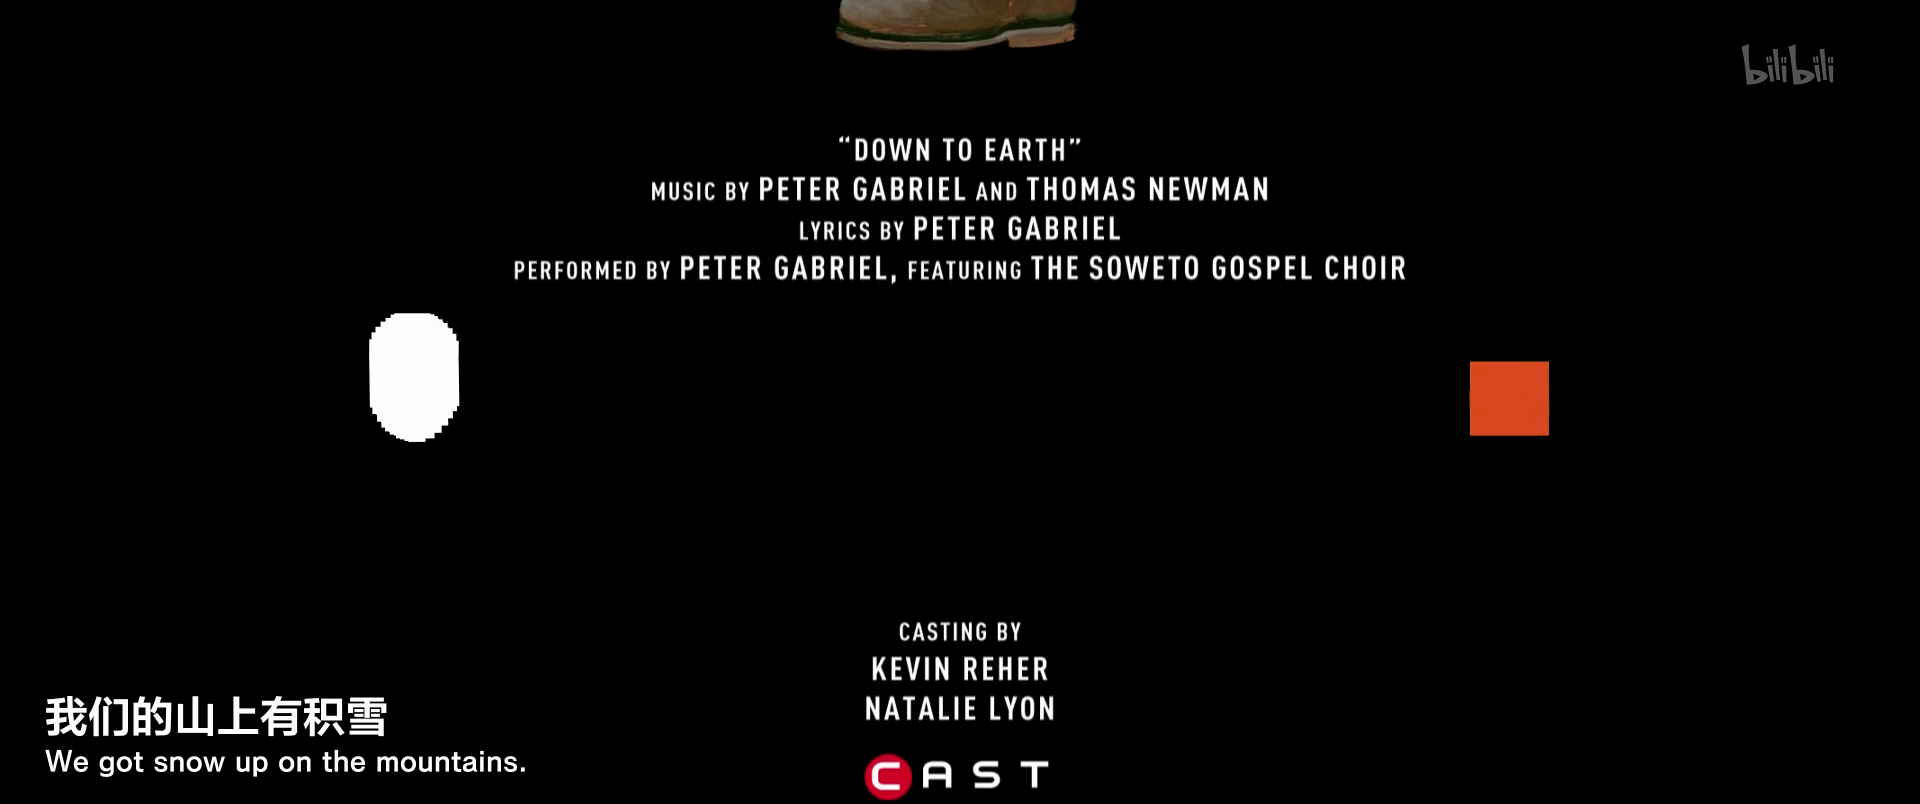 bilibili
“DOWN TO EARTH”
MUSIC BY PETER GABRIEL AND THOMAS NEWMAN
LYRICS BY PETER GABRIEL
PERFORMED BY PETER GABRIEL, FEATURING THE SOWETO GOSPEL CHOIR
CASTING BY
KEVIN REHER
NATALIE LYON
CAST
我们的山上有积雪
We got snow up on the mountains.